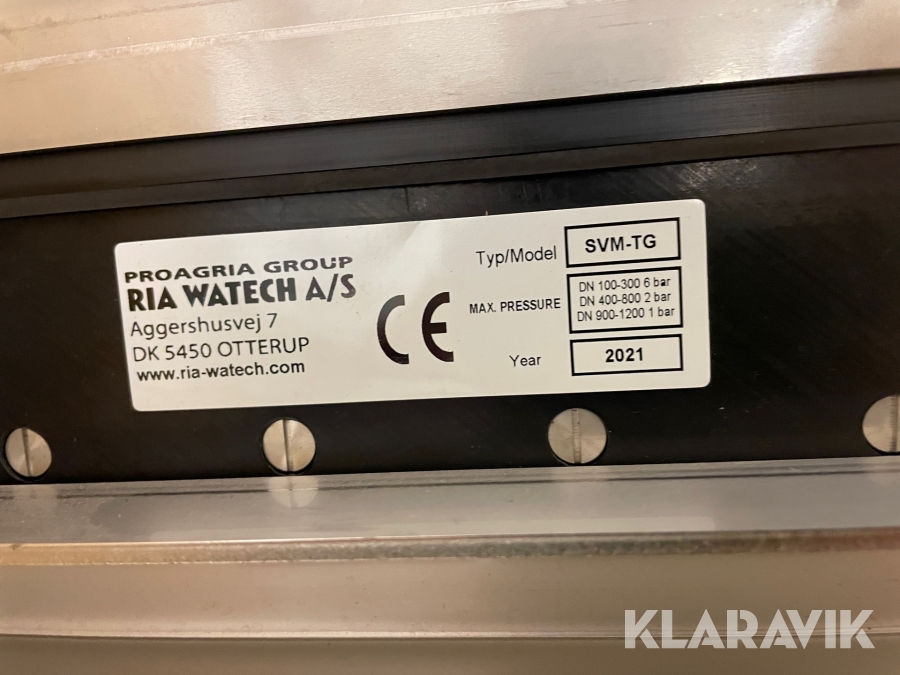 PROAGRIA GROUP
RIA WATECH A/S
Aggershusvej 7
DK 5450 OTTERUP
www.ria-watech.com
CE
Typ/Model
SVM-TG
MAX. PRESSURE
DN 100-300 6 bar
DN 400-800 2 bar
DN 900-1200 1 bar
Year
2021
KLARAVIK